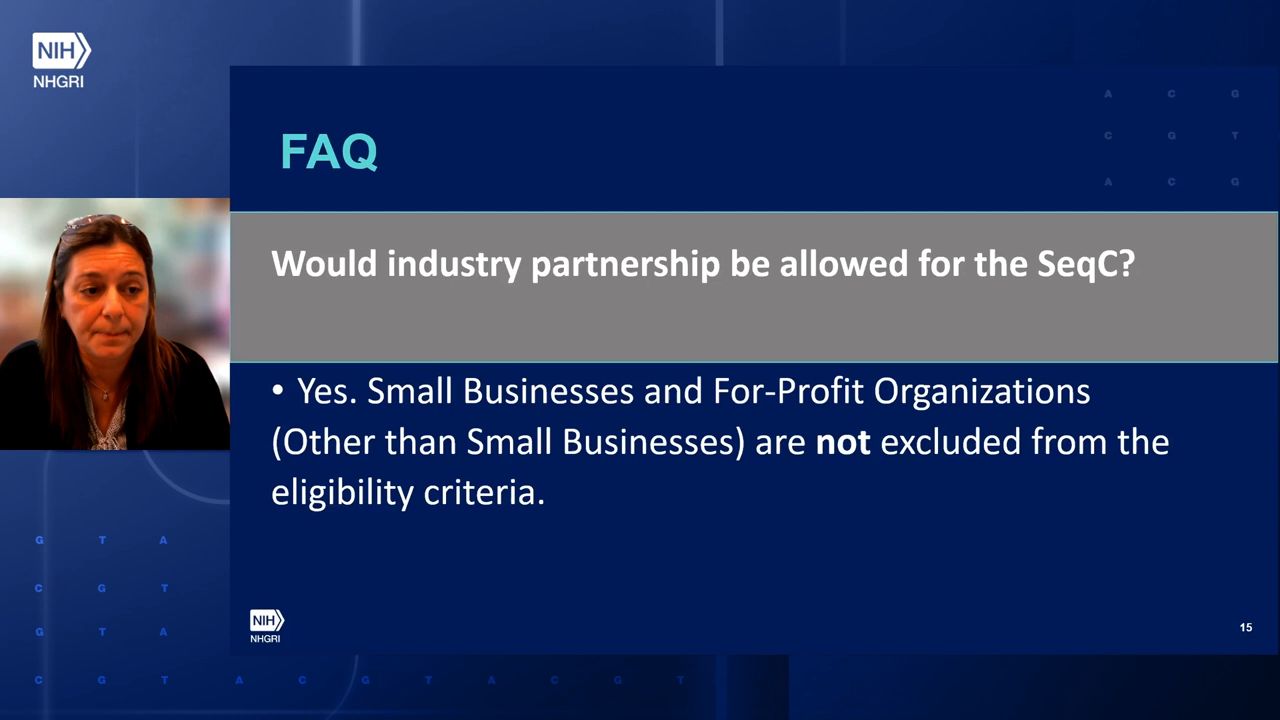 NIH
NHGRI
A C G
C G T
A C G
FAQ
Would industry partnership be allowed for the SeqC?
• Yes. Small Businesses and For-Profit Organizations
(Other than Small Businesses) are not excluded from the
eligibility criteria.
G T A
C G T
G T A
C G T A C G T A C G T
NIH
NHGRI
15